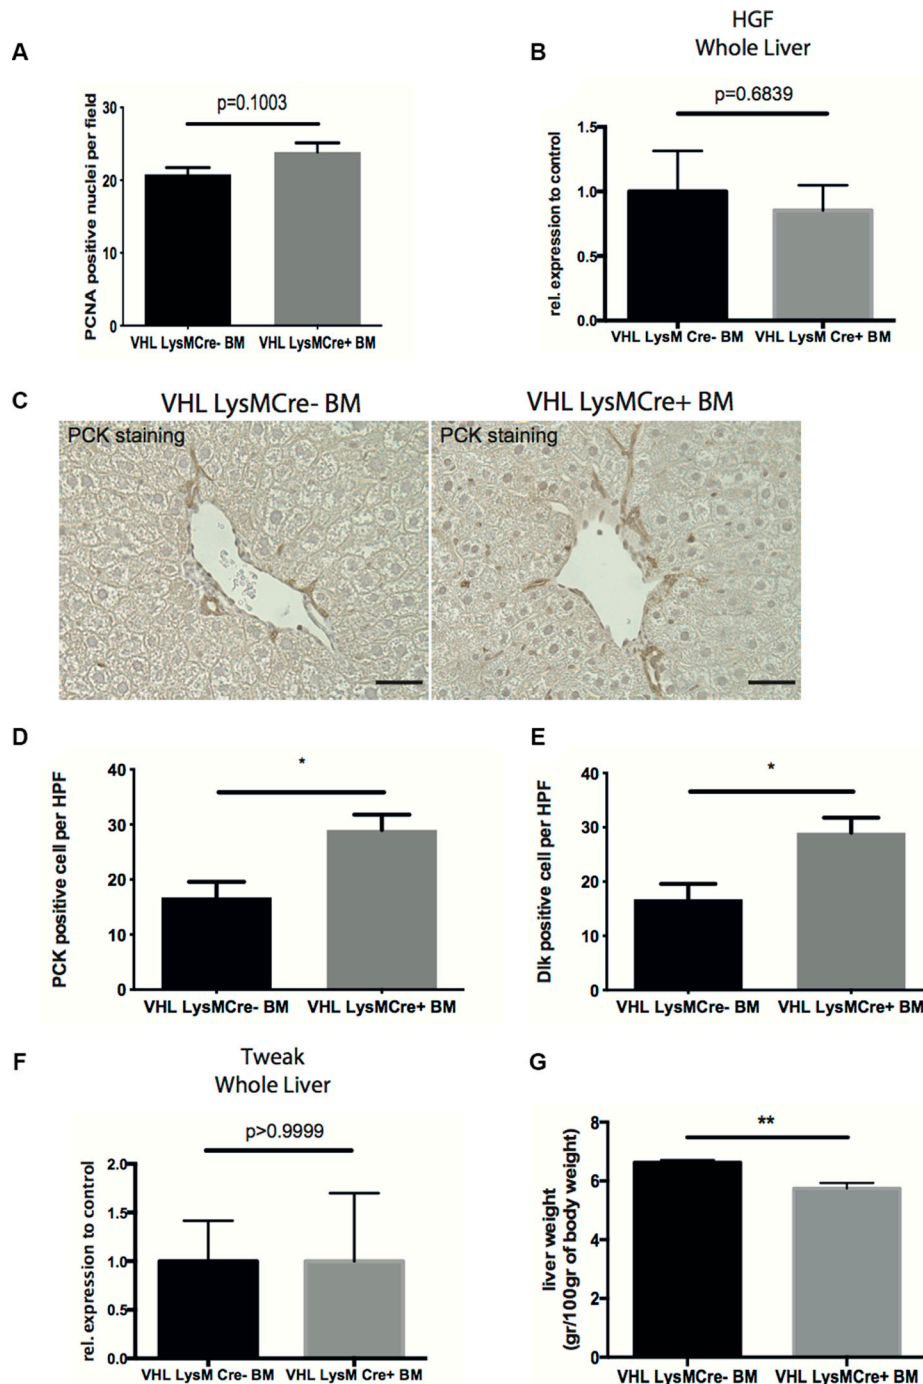 A
p=0.1003
PCNA positive nuclei per field
30
20
10
0
VHL LysMCre- BM
VHL LysMCre+ BM
B
HGF
Whole Liver
p=0.6839
rel. expression to control
1.5
1.0
0.5
0.0
VHL LysM Cre- BM
VHL LysM Cre+ BM
C
VHL LysMCre- BM
VHL LysMCre+ BM
PCK staining
PCK staining
D
*
PCK positive cell per HPF
40
30
20
10
0
VHL LysMCre- BM
VHL LysMCre+ BM
E
*
Dlk positive cell per HPF
40
30
20
10
0
VHL LysMCre- BM
VHL LysMCre+ BM
F
Tweak
Whole Liver
p>0.9999
rel. expression to control
2.0
1.5
1.0
0.5
0.0
VHL LysM Cre- BM
VHL LysM Cre+ BM
G
**
liver weight
(gr/100gr of body weight)
8
6
4
2
0
VHL LysMCre- BM
VHL LysMCre+ BM